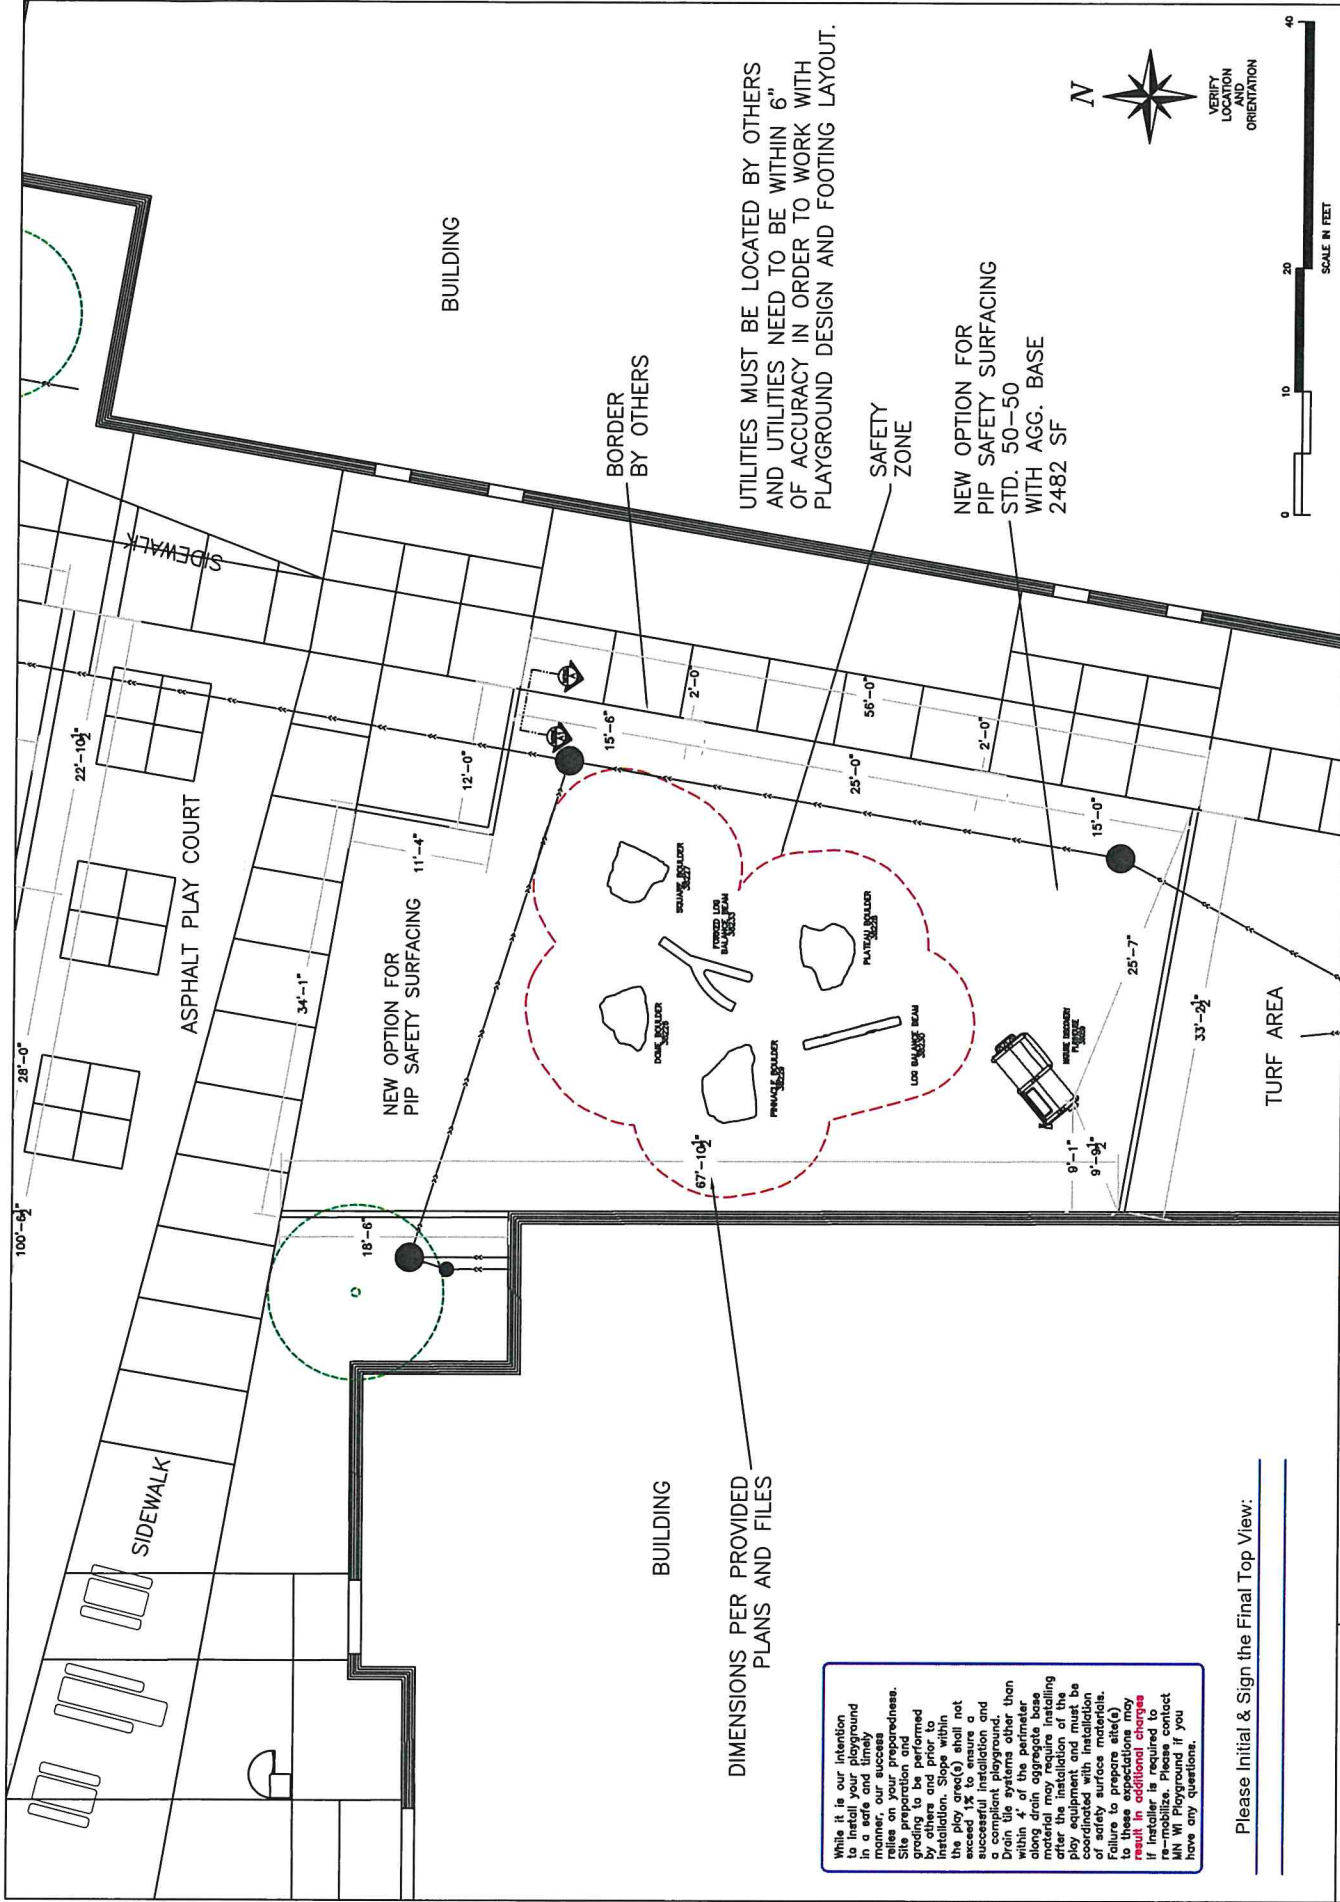 100'-6½"
28'-0"
22'-10½"
ASPHALT PLAY COURT
SIDEWALK
SIDEWALK
34'-1"
11'-4"
12'-0"
18'-6"
NEW OPTION FOR
PIP SAFETY SURFACING
BUILDING
BORDER
BY OTHERS
15'-6"
2'-0"
56'-0"
25'-0"
2'-0"
15'-0"
SQUARE BOULDER
FORKED LOG
BALANCE BEAM
DOME BOULDER
PLATEAU BOULDER
PINNACLE BOULDER
LOG BALANCE BEAM
NATURE DISCOVERY
PLAYHOUSE
67'-10½"
9'-1"
9'-9½"
25'-7"
33'-2½"
TURF AREA
UTILITIES MUST BE LOCATED BY OTHERS
AND UTILITIES NEED TO BE WITHIN 6"
OF ACCURACY IN ORDER TO WORK WITH
PLAYGROUND DESIGN AND FOOTING LAYOUT.
SAFETY
ZONE
NEW OPTION FOR
PIP SAFETY SURFACING
STD. 50-50
WITH AGG. BASE
2482 SF
BUILDING
DIMENSIONS PER PROVIDED
PLANS AND FILES
While it is our intention
to install your playground
in a safe and timely
manner, our success
relies on your preparedness.
Site preparation and
grading to be performed
by others and prior to
installation. Slope within
the play area(s) shall not
exceed 1% to ensure a
successful installation and
a compliant playground.
Drain tile systems other than
within 4' of the perimeter
along drain aggregate base
material may require installing
after the installation of the
play equipment and must be
coordinated with installation
of safety surface materials.
Failure to prepare site(s)
to these expectations may
result in additional charges
if installer is required to
re-mobilize. Please contact
MN WI Playground if you
have any questions.
Please Initial & Sign the Final Top View:
N
VERIFY
LOCATION
AND
ORIENTATION
0 10 20 40
SCALE IN FEET